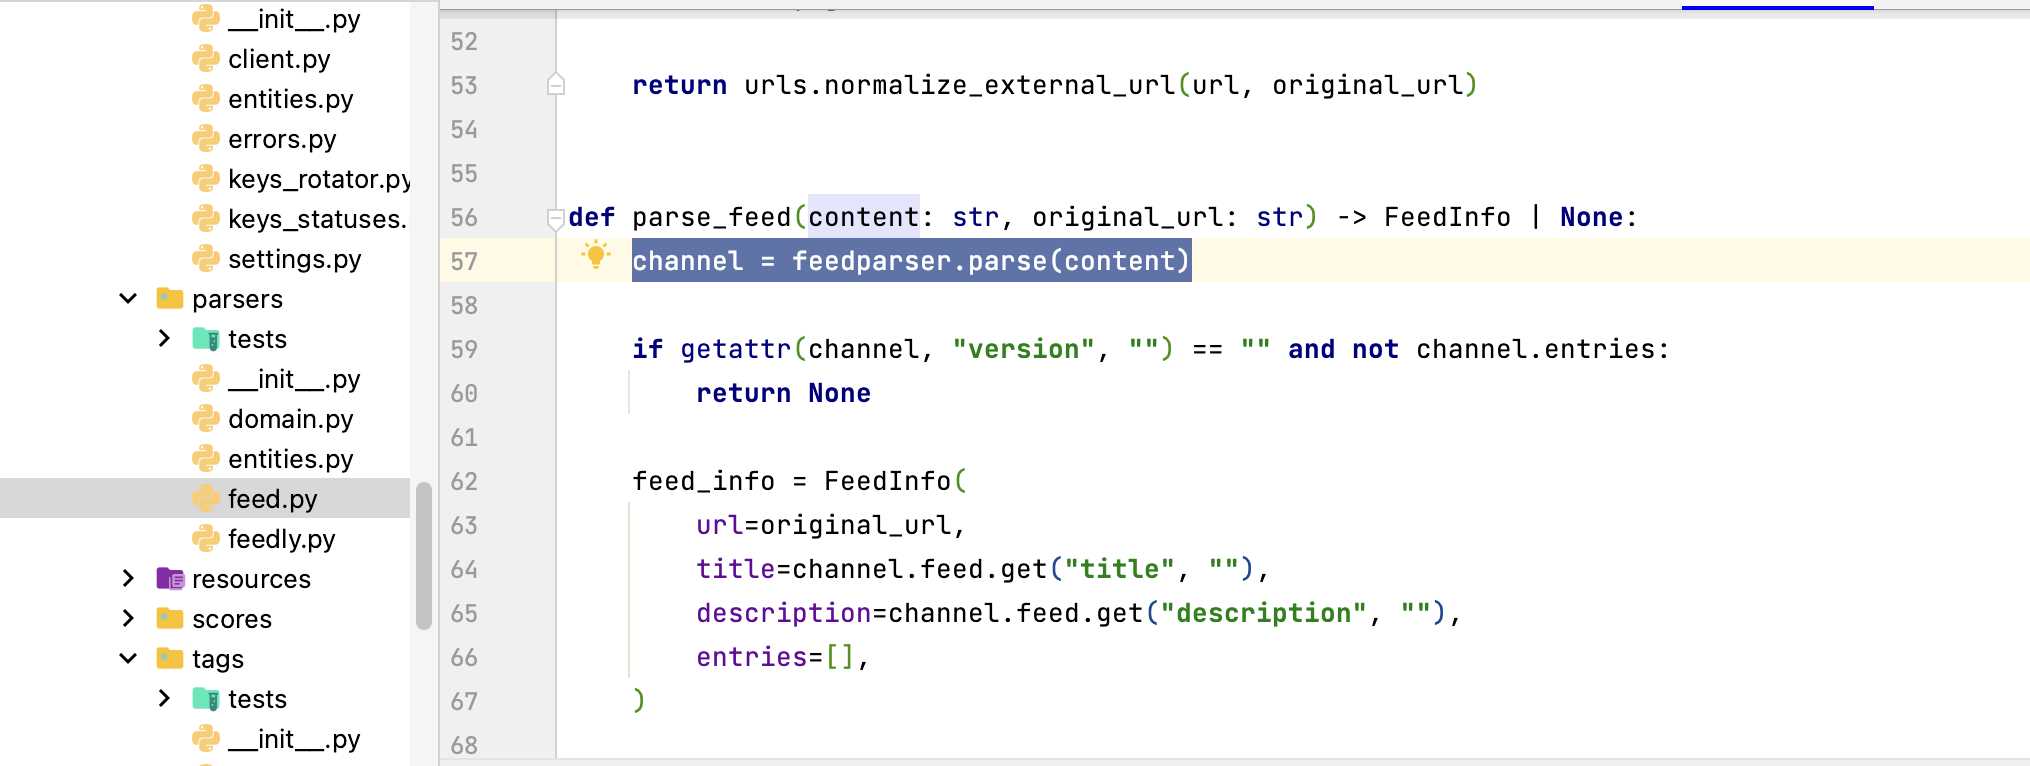 __init__.py
client.py
entities.py
errors.py
keys_rotator.py
keys_statuses.
settings.py
parsers
tests
__init__.py
domain.py
entities.py
feed.py
feedly.py
resources
scores
tags
tests
__init__.py
52
53 return urls.normalize_external_url(url, original_url)
54
55
56 def parse_feed(content: str, original_url: str) -> FeedInfo | None:
57 channel = feedparser.parse(content)
58
59 if getattr(channel, "version", "") == "" and not channel.entries:
60 return None
61
62 feed_info = FeedInfo(
63 url=original_url,
64 title=channel.feed.get("title", ""),
65 description=channel.feed.get("description", ""),
66 entries=[],
67 )
68